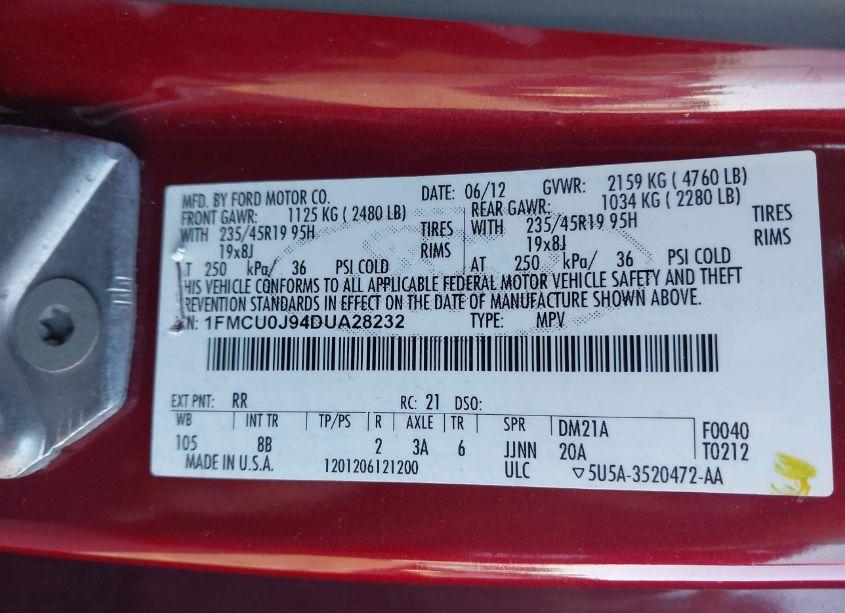 MFD. BY FORD MOTOR CO. DATE: 06/12 GVWR: 2159 KG ( 4760 LB)
FRONT GAWR: 1125 KG ( 2480 LB) REAR GAWR: 1034 KG ( 2280 LB)
WITH 235/45R19 95H TIRES WITH 235/45R19 95H TIRES
19x8J RIMS 19x8J RIMS
AT 250 kPa/ 36 PSI COLD AT 250 kPa/ 36 PSI COLD
THIS VEHICLE CONFORMS TO ALL APPLICABLE FEDERAL MOTOR VEHICLE SAFETY AND THEFT
PREVENTION STANDARDS IN EFFECT ON THE DATE OF MANUFACTURE SHOWN ABOVE.
N: 1FMCU0J94DUA28232 TYPE: MPV
EXT PNT: RR RC: 21 DSO:
WB INT TR TP/PS R AXLE TR SPR DM21A F0040
105 8B 2 3A 6 JJNN 20A T0212
MADE IN U.S.A. 1201206121200 ULC ▽5U5A-3520472-AA